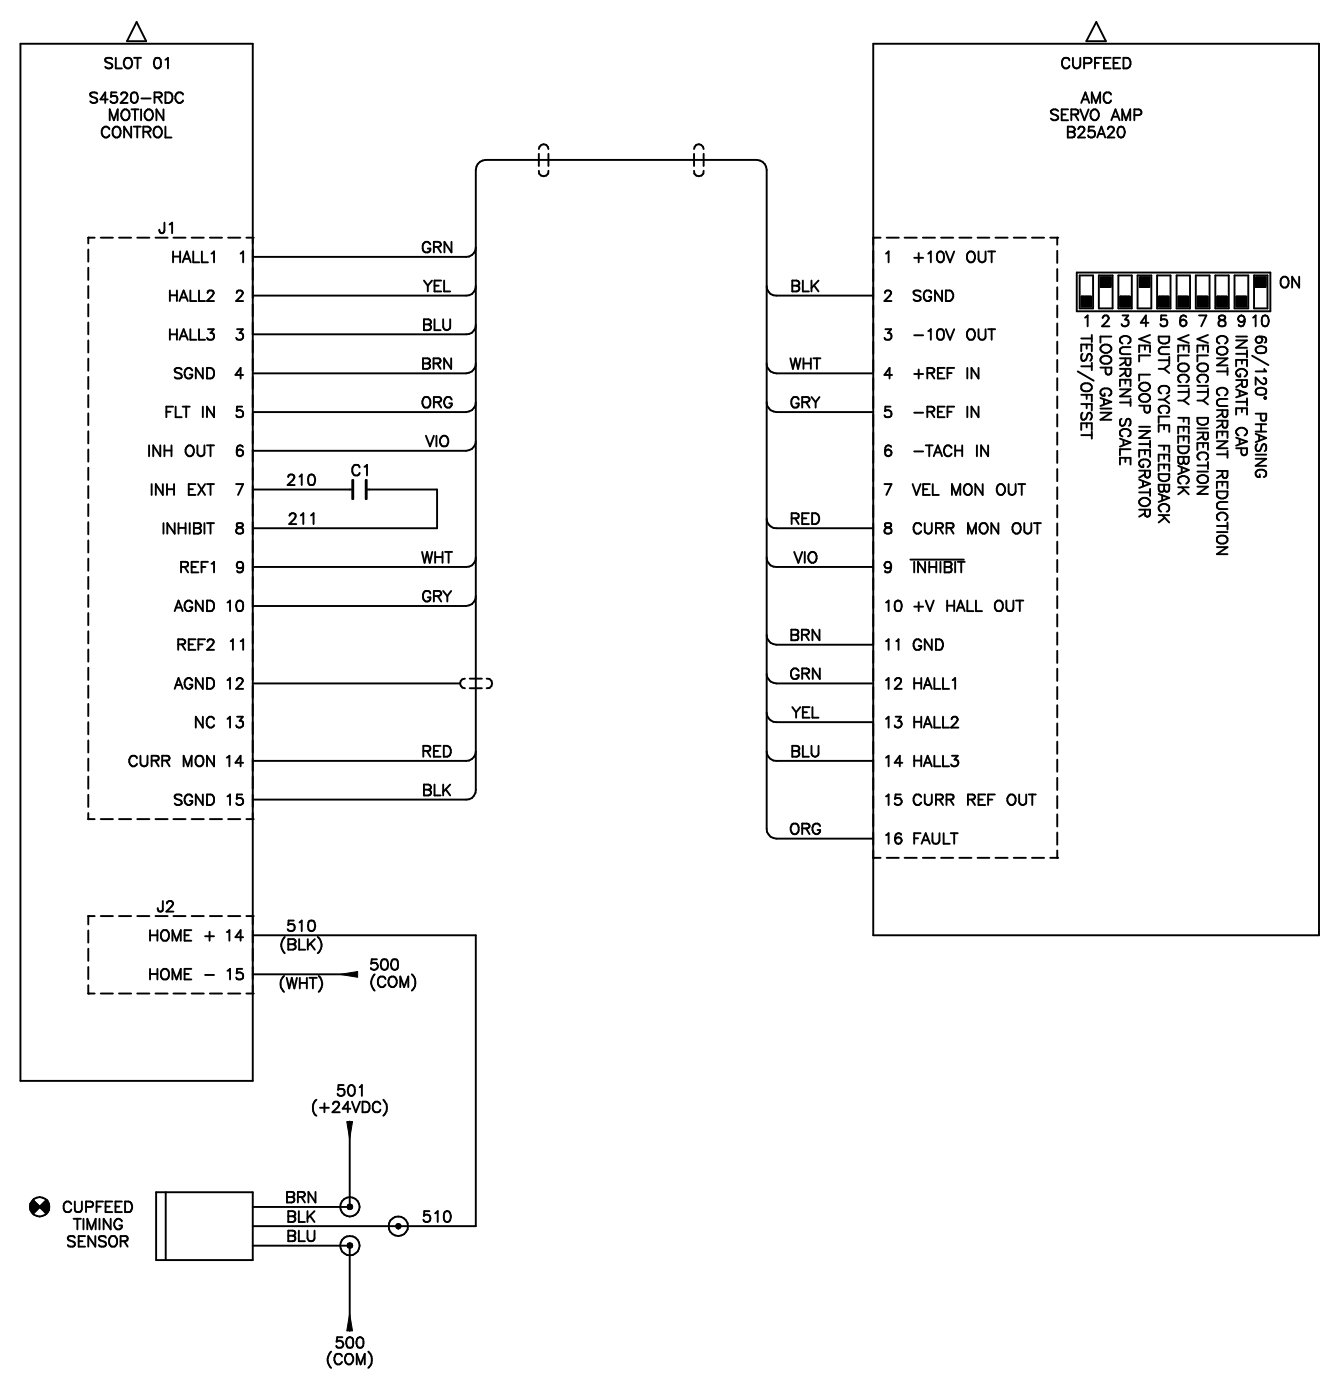 SLOT 01
S4520-RDC
MOTION
CONTROL
J1
HALL1 1 GRN
HALL2 2 YEL
HALL3 3 BLU
SGND 4 BRN
FLT IN 5 ORG
INH OUT 6 VIO
INH EXT 7 210 C1
INHIBIT 8 211
REF1 9 WHT
AGND 10 GRY
REF2 11
AGND 12
NC 13
CURR MON 14 RED
SGND 15 BLK
J2
HOME + 14 510
(BLK)
HOME - 15 500
(WHT) (COM)
501
(+24VDC)
CUPFEED
TIMING
SENSOR
BRN
BLK 510
BLU
500
(COM)
CUPFEED
AMC
SERVO AMP
B25A20
1 +10V OUT
BLK 2 SGND
3 -10V OUT
WHT 4 +REF IN
GRY 5 -REF IN
6 -TACH IN
7 VEL MON OUT
RED 8 CURR MON OUT
VIO 9 INHIBIT
10 +V HALL OUT
BRN 11 GND
GRN 12 HALL1
YEL 13 HALL2
BLU 14 HALL3
15 CURR REF OUT
ORG 16 FAULT
ON
1 TEST/OFFSET
2 LOOP GAIN
3 CURRENT SCALE
4 VEL LOOP INTEGRATOR
5 DUTY CYCLE FEEDBACK
6 VELOCITY FEEDBACK
7 VELOCITY DIRECTION
8 CONT CURRENT REDUCTION
9 INTEGRATE CAP
10 60/120° PHASING